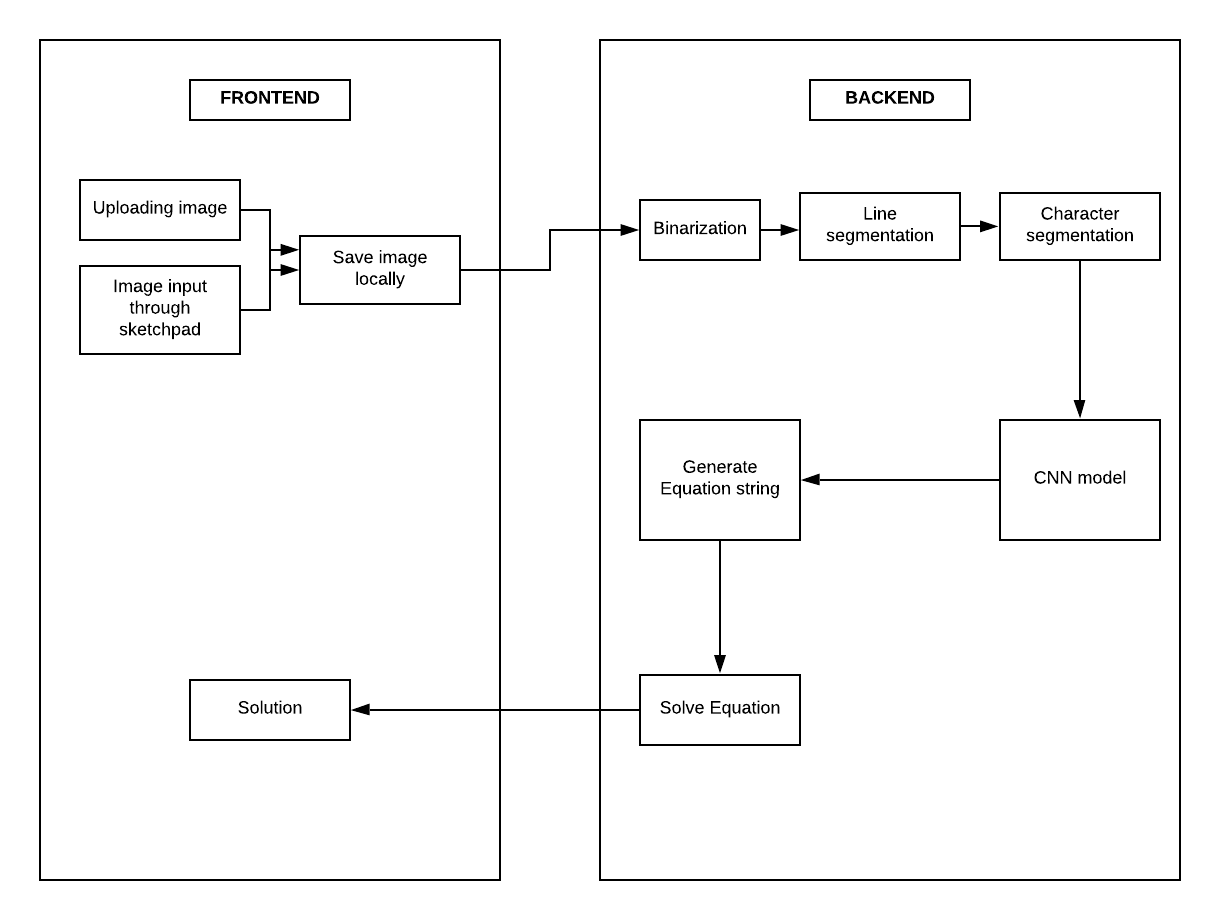 FRONTEND
Uploading image
Image input
through
sketchpad
Save image
locally
Solution
BACKEND
Binarization
Line
segmentation
Character
segmentation
CNN model
Generate
Equation string
Solve Equation